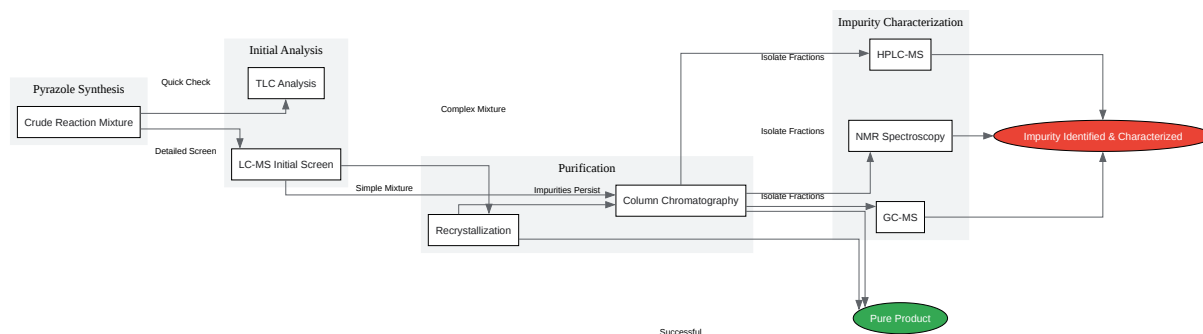 Impurity Characterization
Initial Analysis
HPLC-MS
Isolate Fractions
Pyrazole Synthesis
Quick Check
TLC Analysis
Complex Mixture
Crude Reaction Mixture
Isolate Fractions
NMR Spectroscopy
Impurity Identified & Characterized
Detailed Screen
LC-MS Initial Screen
Purification
Simple Mixture
Impurities Persist
Column Chromatography
Isolate Fractions
GC-MS
Recrystallization
Pure Product
Successful